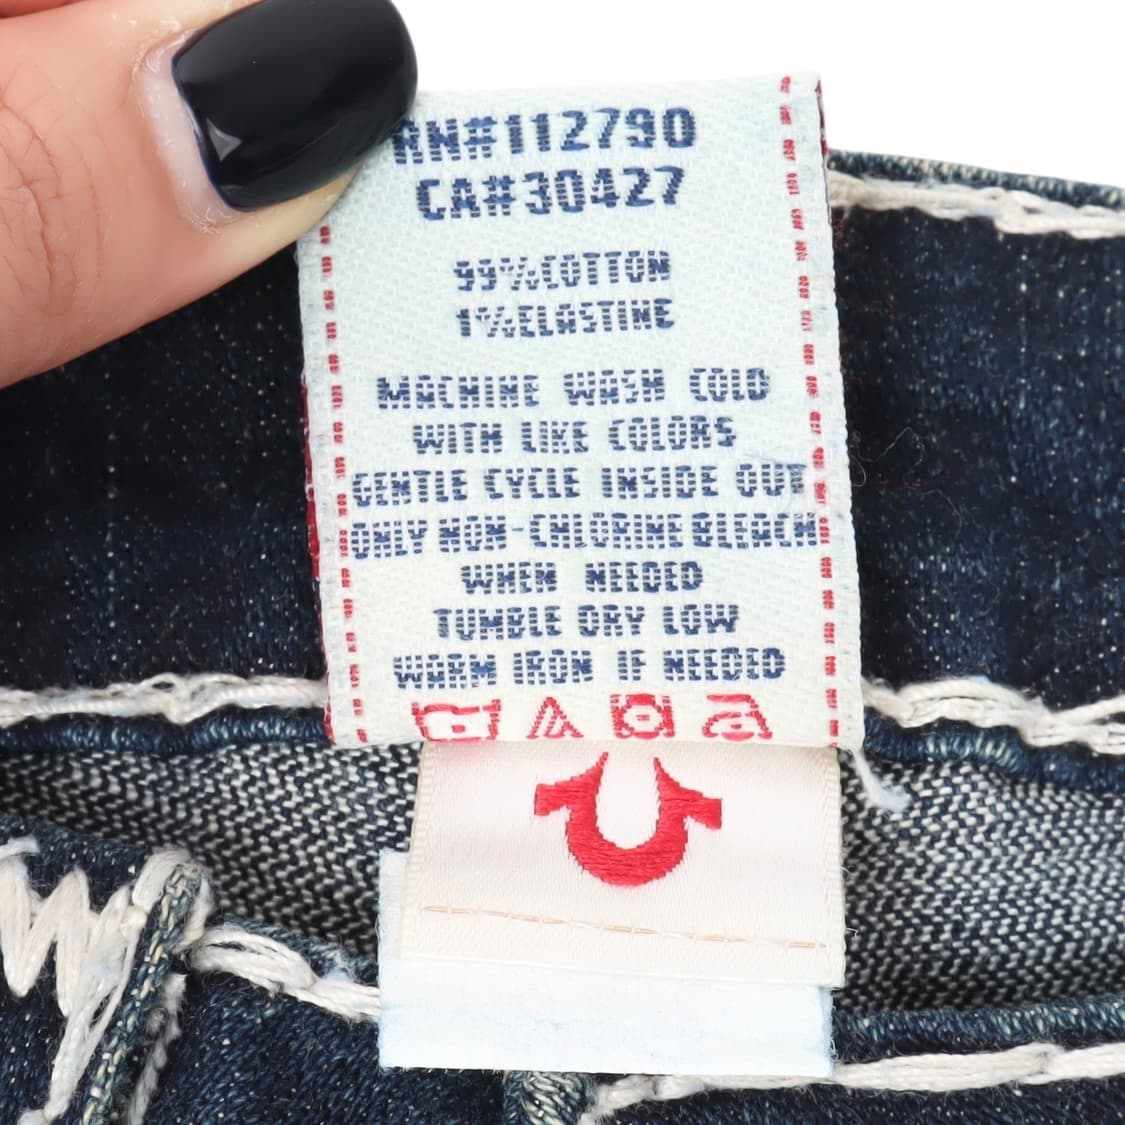 RN#112790
CA#30427
99%COTTON
1%ELASTINE
MACHINE WASH COLD
WITH LIKE COLORS
GENTLE CYCLE INSIDE OUT
ONLY NON-CHLORINE BLEACH
WHEN NEEDED
TUMBLE DRY LOW
WARM IRON IF NEEDED